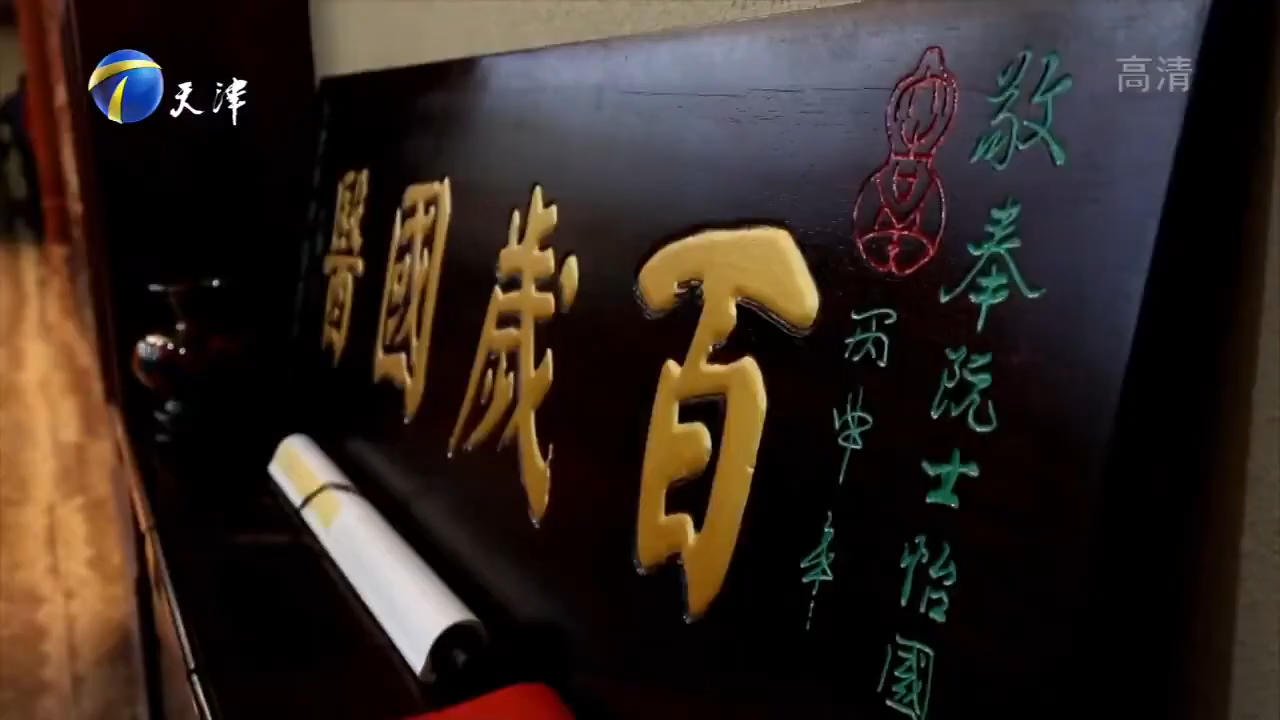 天津
高清
敬奉院士怡國
丙申年
百歲國醫